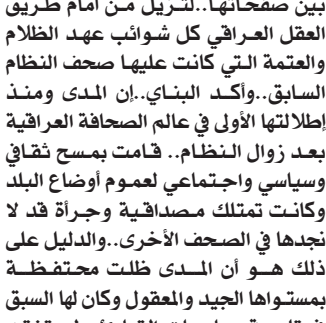 بين صفحاتها..لتزيل من أمام طريق
العقل العراقي كل شوائب عهد الظلام
والعتمة التي كانت عليها صحف النظام
السابق..وأكد البناي..إن المدى ومنذ
إطلالتها الأولى في عالم الصحافة العراقية
بعد زوال النظام.. قامت بمسح ثقافي
وسياسي واجتماعي لعموم أوضاع البلد
وكانت تمتلك مصداقية وجرأة قد لا
نجدها في الصحف الأخرى..والدليل على
ذلك هو أن المدى ظلت محتفظة
بمستواها الجيد والمعقول وكان لها السبق